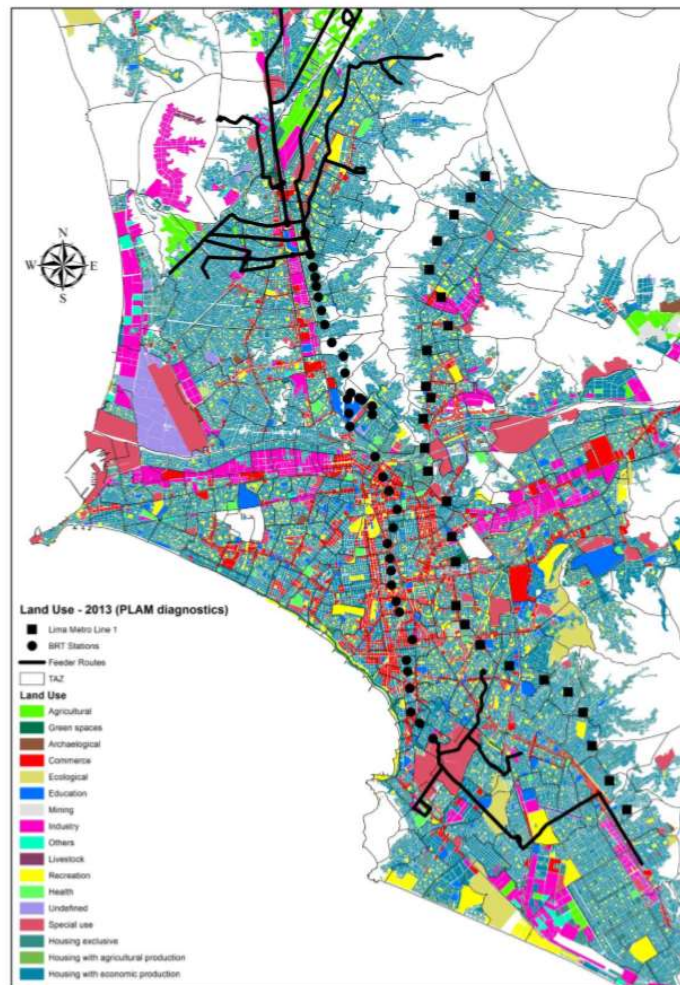 N
W E
S
Land Use - 2013 (PLAM diagnostics)
Lima Metro Line 1
BRT Stations
Feeder Routes
TAZ
Land Use
Agricultural
Green spaces
Archaelogical
Commerce
Ecological
Education
Mining
Industry
Others
Livestock
Recreation
Health
Undefined
Special use
Housing exclusive
Housing with agricultural production
Housing with economic production